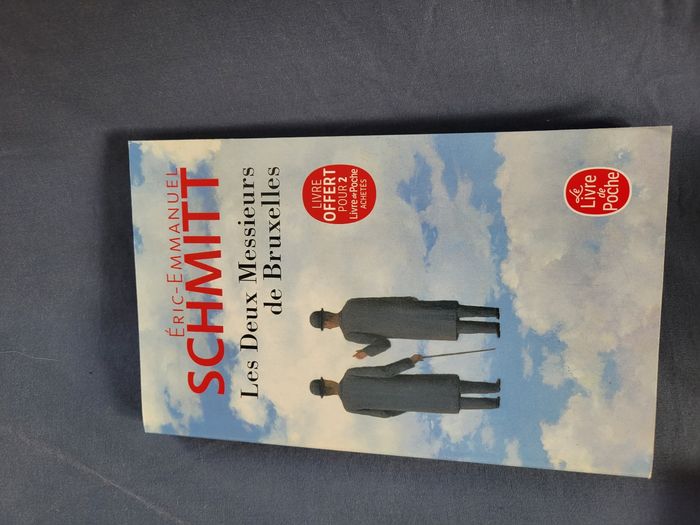 ÉRIC-EMMANUEL
SCHMITT
Les Deux Messieurs
de Bruxelles
LIVRE
OFFERT
POUR 2
Livre de Poche
ACHETÉS
Le
Livre
de
Poche